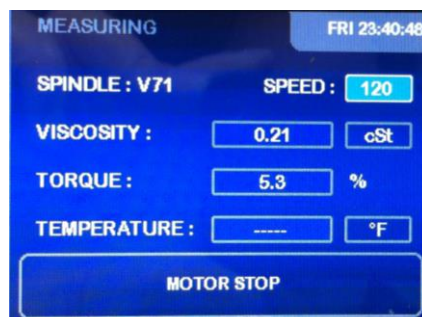 MEASURING FRI 23:40:48
SPINDLE : V71 SPEED : 120
VISCOSITY : 0.21 cSt
TORQUE : 5.3 %
TEMPERATURE : ----- °F
MOTOR STOP